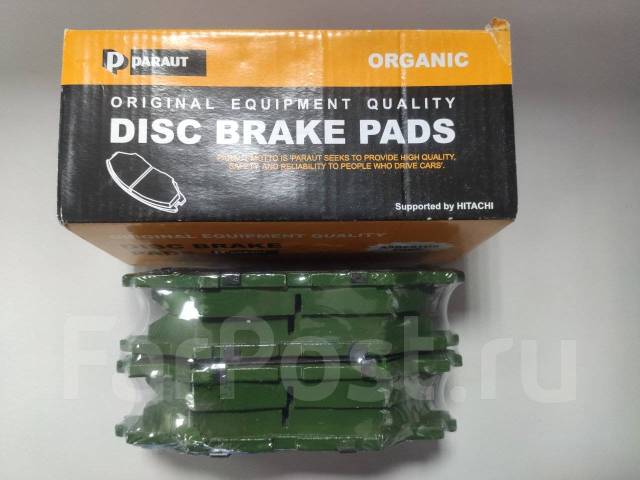 PARAUT
ORGANIC
ORIGINAL EQUIPMENT QUALITY
DISC BRAKE PADS
PARAUT MOTTO IS 'PARAUT SEEKS TO PROVIDE HIGH QUALITY,
SAFETY AND RELIABILITY TO PEOPLE WHO DRIVE CARS'.
Supported by HITACHI
ORIGINAL EQUIPMENT QUALITY
DISC BRAKE
FarPost.ru